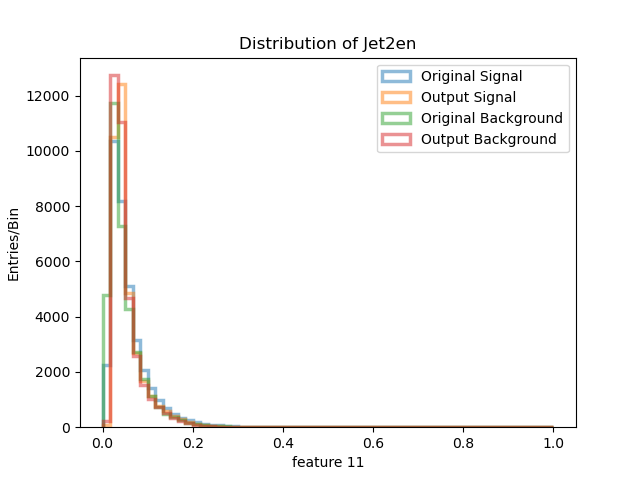 Distribution of Jet2en
Original Signal
Output Signal
Original Background
Output Background
Entries/Bin
12000
10000
8000
6000
4000
2000
0
0.0 0.2 0.4 0.6 0.8 1.0
feature 11